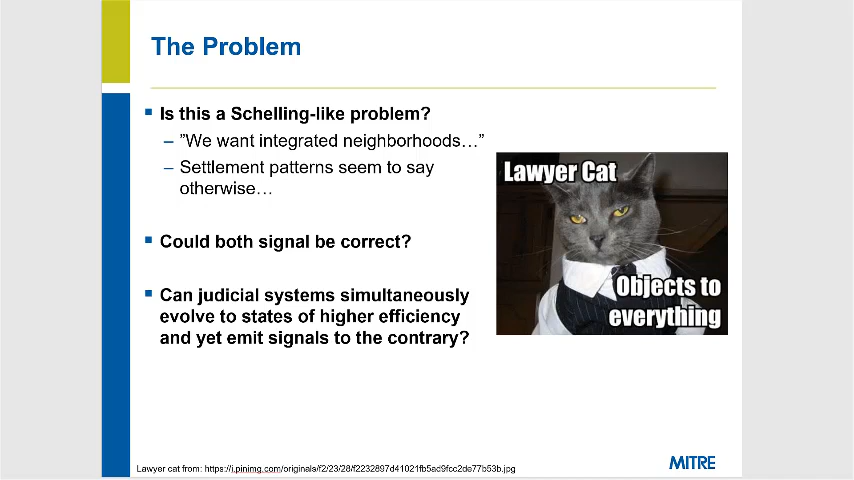 The Problem
Is this a Schelling-like problem?
– ”We want integrated neighborhoods…”
– Settlement patterns seem to say
otherwise…
Could both signal be correct?
Can judicial systems simultaneously
evolve to states of higher efficiency
and yet emit signals to the contrary?
Lawyer Cat
Objects to
everything
Lawyer cat from: https://i.pinimg.com/originals/f2/23/28/f2232897d41021fb5ad9fcc2de77b53b.jpg
MITRE